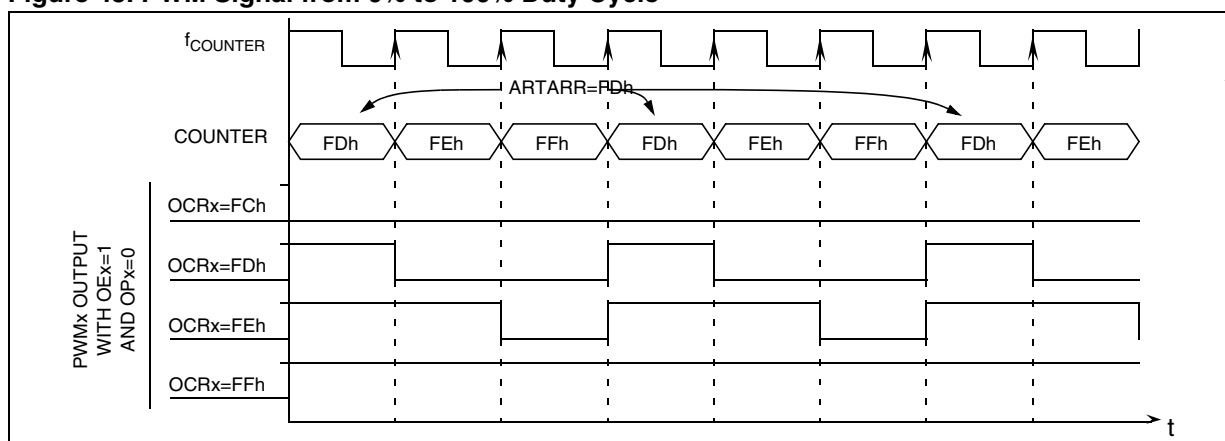 Figure 43. PWM Signal from 0% to 100% Duty Cycle
fCOUNTER
ARTARR=FDh
COUNTER
FDh FEh FFh FDh FEh FFh FDh FEh
PWMx OUTPUT
WITH OEx=1
AND OPx=0
OCRx=FCh
OCRx=FDh
OCRx=FEh
OCRx=FFh
t